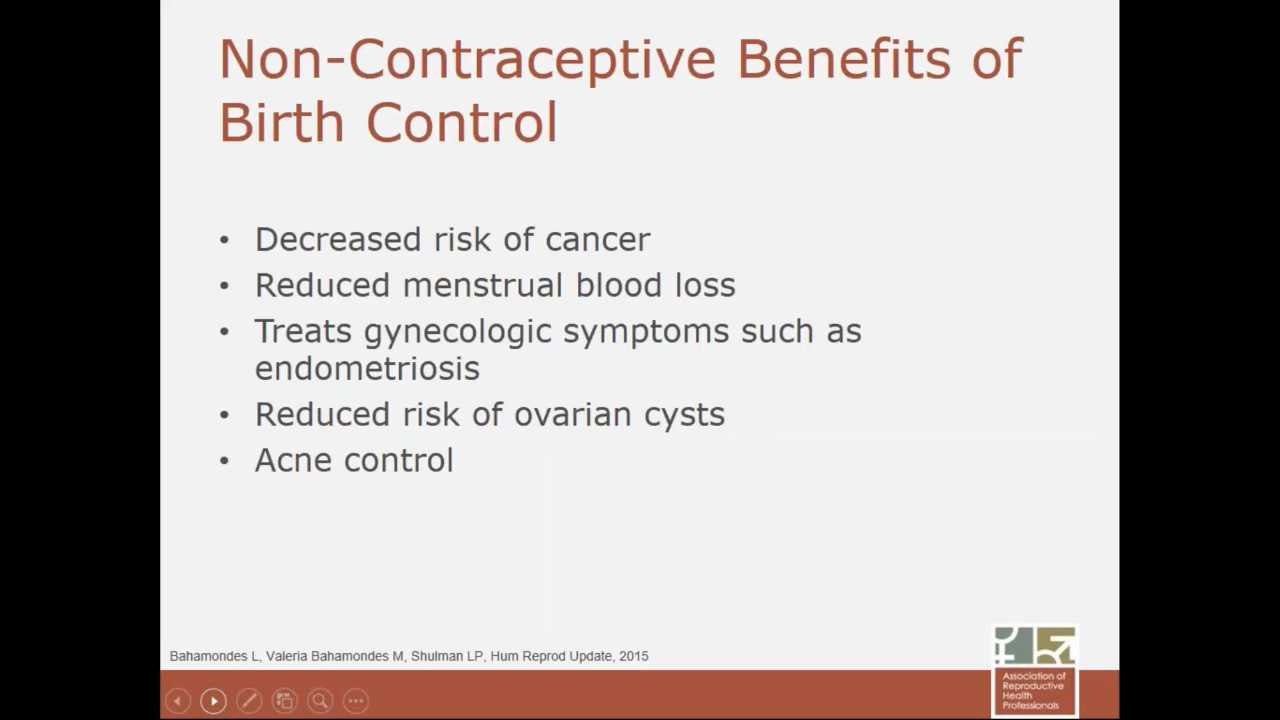 Non-Contraceptive Benefits of
Birth Control
• Decreased risk of cancer
• Reduced menstrual blood loss
• Treats gynecologic symptoms such as
endometriosis
• Reduced risk of ovarian cysts
• Acne control
Bahamondes L, Valeria Bahamondes M, Shulman LP, Hum Reprod Update, 2015
Association of
Reproductive
Health
Professionals